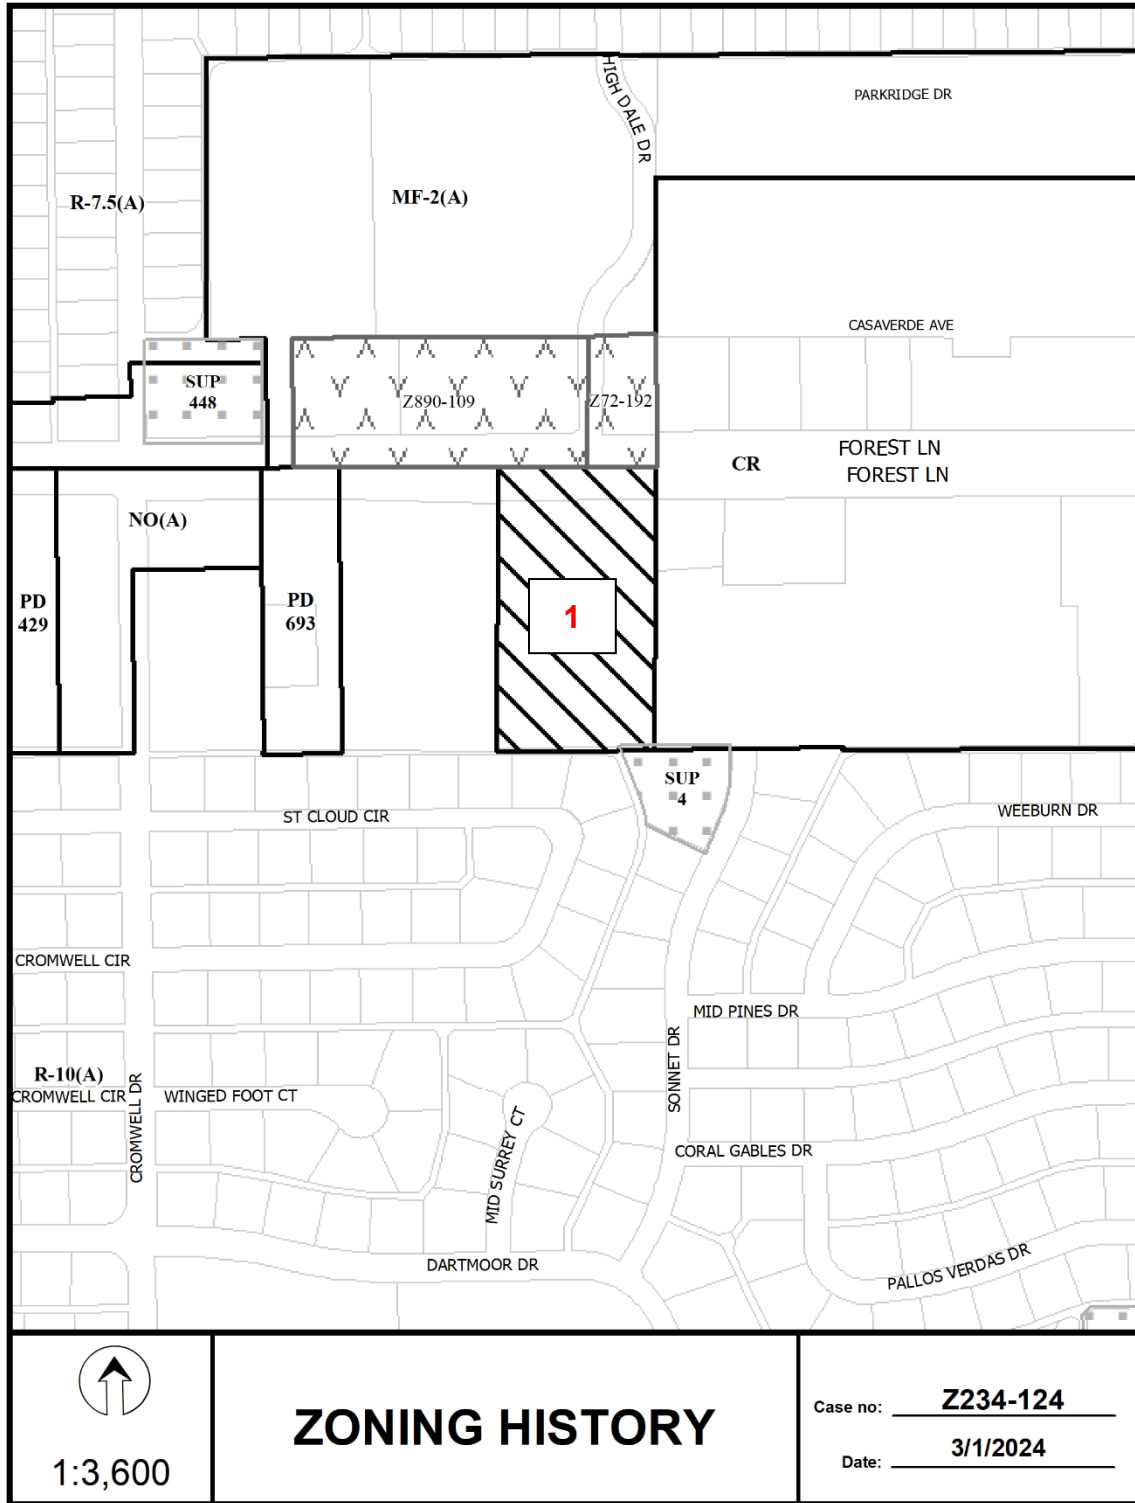 HIGH DALE DR
PARKRIDGE DR
R-7.5(A)
MF-2(A)
CASAVERDE AVE
SUP
448
Z890-109
Z72-192
FOREST LN
CR
FOREST LN
NO(A)
PD
429
PD
693
1
SUP
4
ST CLOUD CIR
WEEBURN DR
CROMWELL CIR
MID PINES DR
R-10(A)
CROMWELL CIR
CROMWELL DR
WINGED FOOT CT
SONNET DR
MID SURREY CT
CORAL GABLES DR
DARTMOOR DR
PALLOS VERDAS DR
1:3,600
ZONING HISTORY
Case no: Z234-124
Date: 3/1/2024